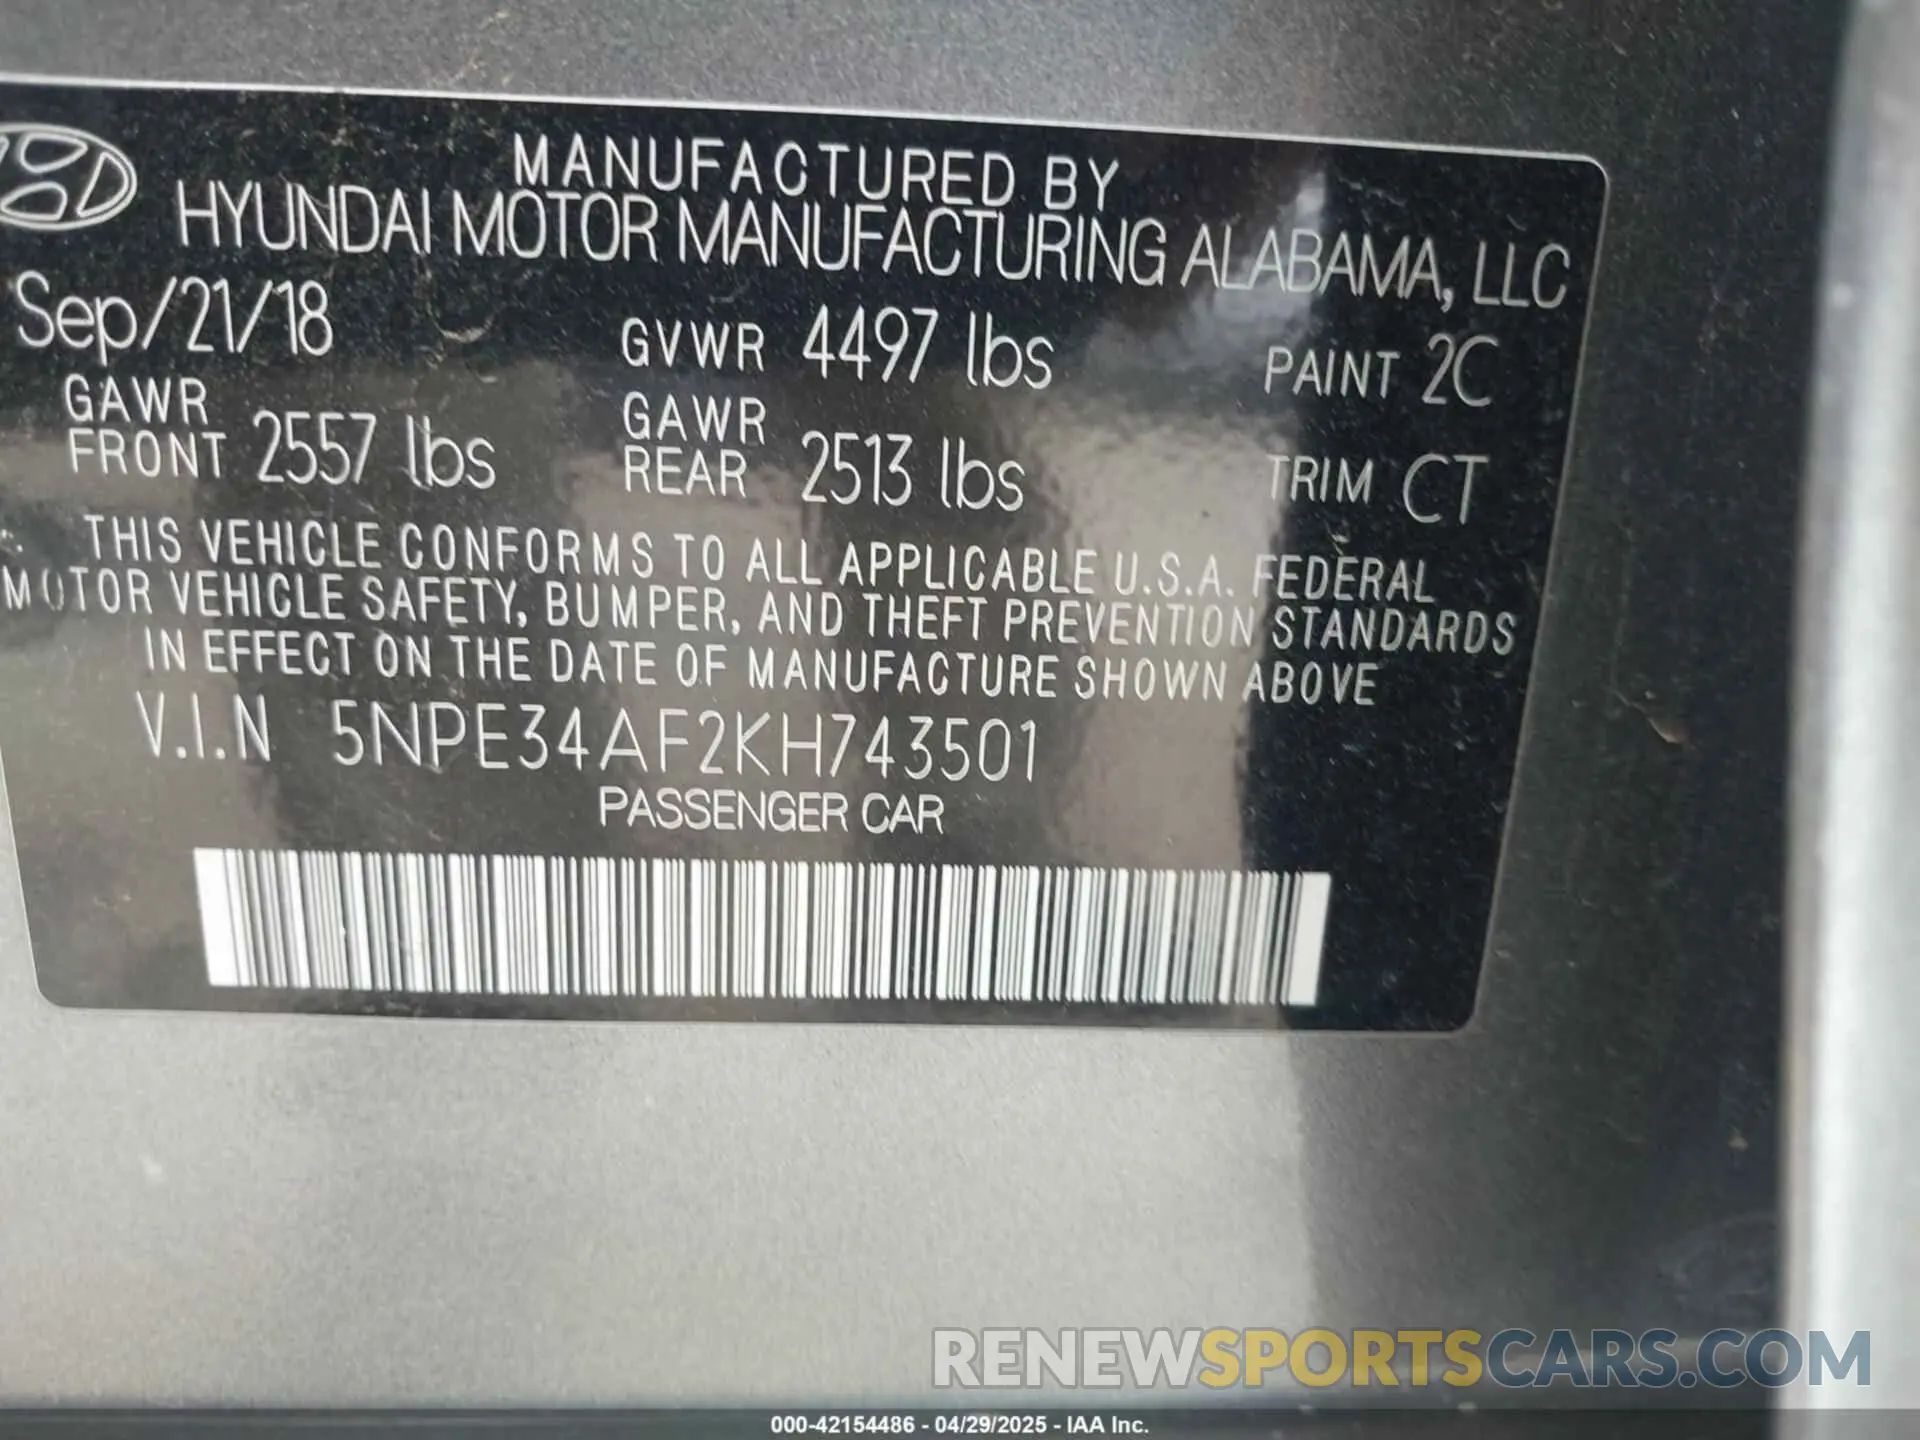 MANUFACTURED BY
HYUNDAI MOTOR MANUFACTURING ALABAMA, LLC
Sep/21/18 GVWR 4497 lbs PAINT 2C
GAWR FRONT 2557 lbs GAWR REAR 2513 lbs TRIM CT
THIS VEHICLE CONFORMS TO ALL APPLICABLE U.S.A. FEDERAL
MOTOR VEHICLE SAFETY, BUMPER, AND THEFT PREVENTION STANDARDS
IN EFFECT ON THE DATE OF MANUFACTURE SHOWN ABOVE
V.I.N 5NPE34AF2KH743501
PASSENGER CAR
RENEWSPORTSCARS.COM
000-42154486 - 04/29/2025 - IAA Inc.